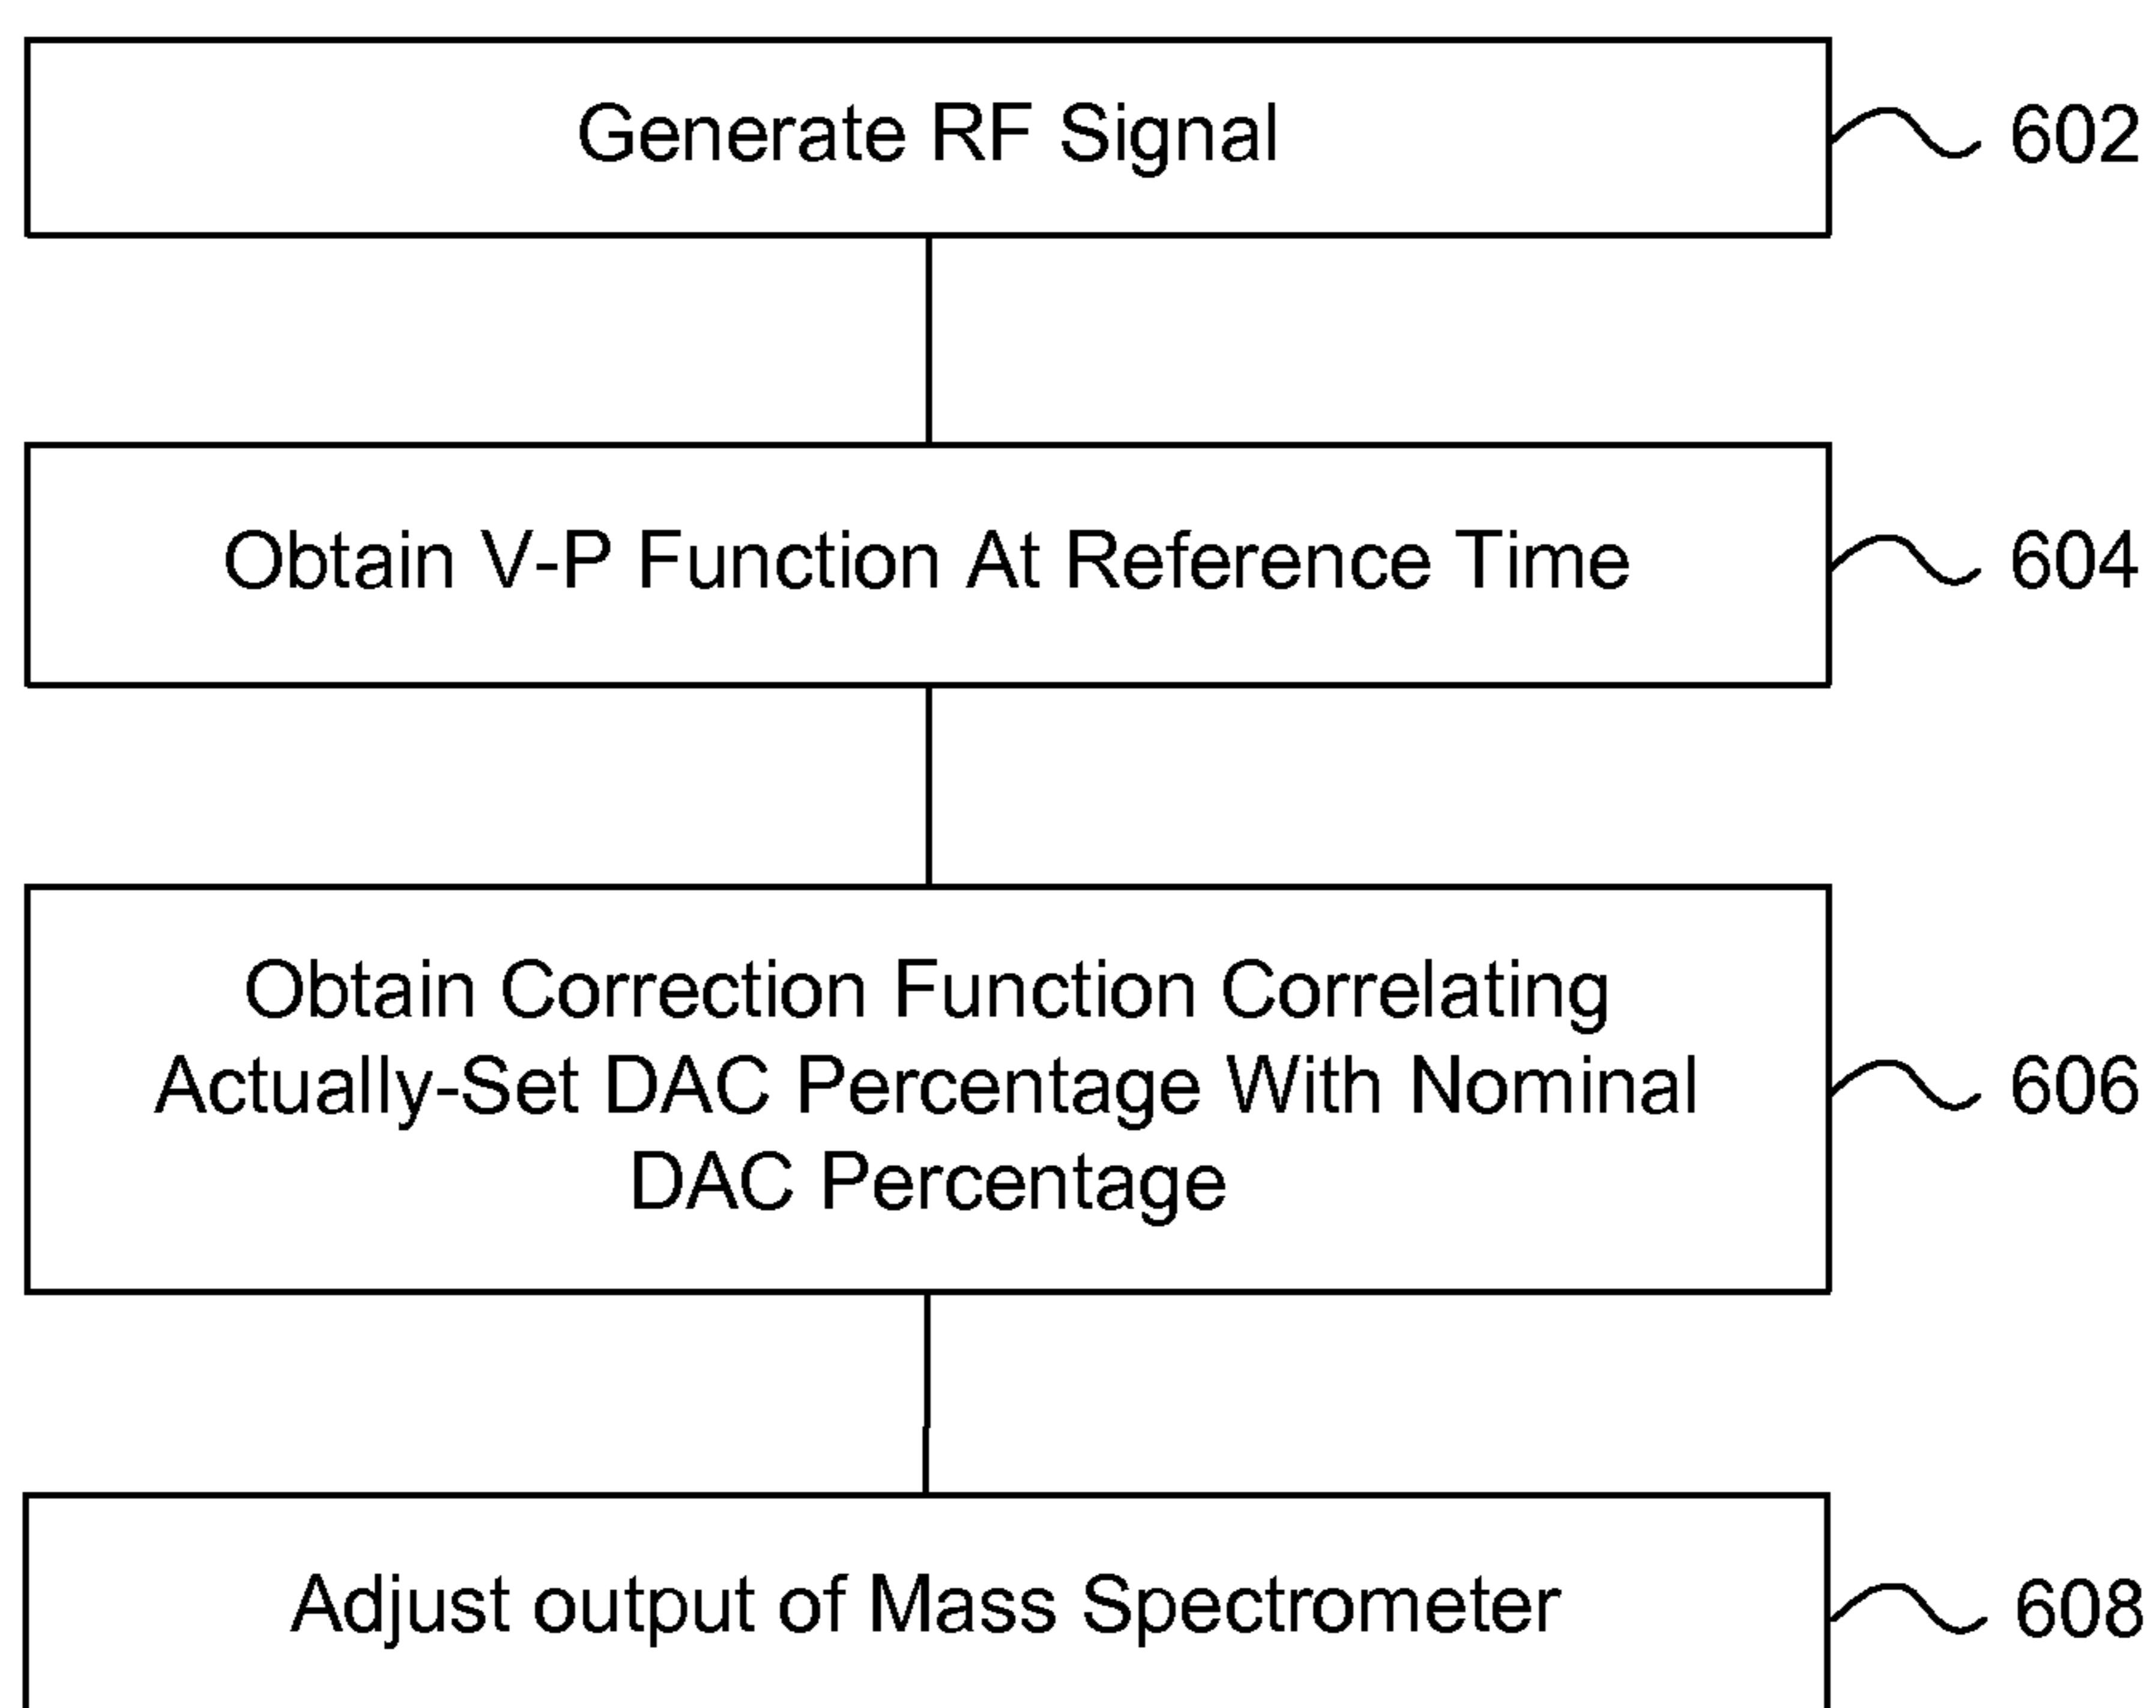 Generate RF Signal
602
Obtain V-P Function At Reference Time
604
Obtain Correction Function Correlating
Actually-Set DAC Percentage With Nominal
DAC Percentage
606
Adjust output of Mass Spectrometer
608